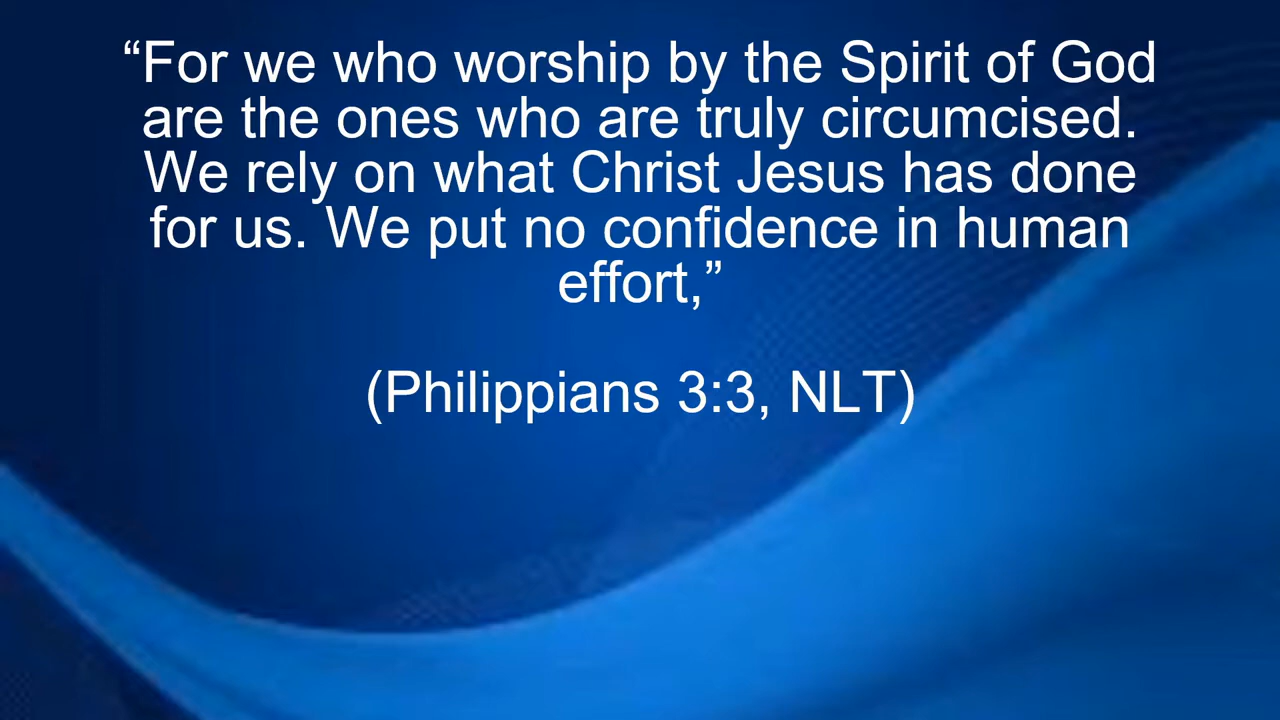 “For we who worship by the Spirit of God
are the ones who are truly circumcised.
We rely on what Christ Jesus has done
for us. We put no confidence in human
effort,”
(Philippians 3:3, NLT)